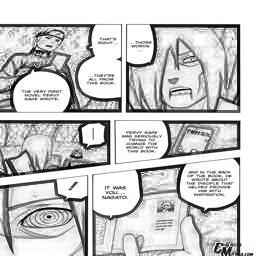 THAT'S
RIGHT...
...THEY'RE
ALL FROM
THIS BOOK.
THE VERY FIRST
NOVEL PERVY
SAGE WROTE.
...THOSE
WORDS
...
!
PERVY SAGE
WAS SERIOUSLY
TRYING TO
CHANGE THE
WORLD WITH
THIS BOOK.
AND IN THE BACK
OF THE BOOK, HE
WROTE ABOUT
THE DISCIPLE THAT
HELPED PROVIDE
HIM WITH
INSPIRATION.
IT WAS
YOU...
NAGATO.